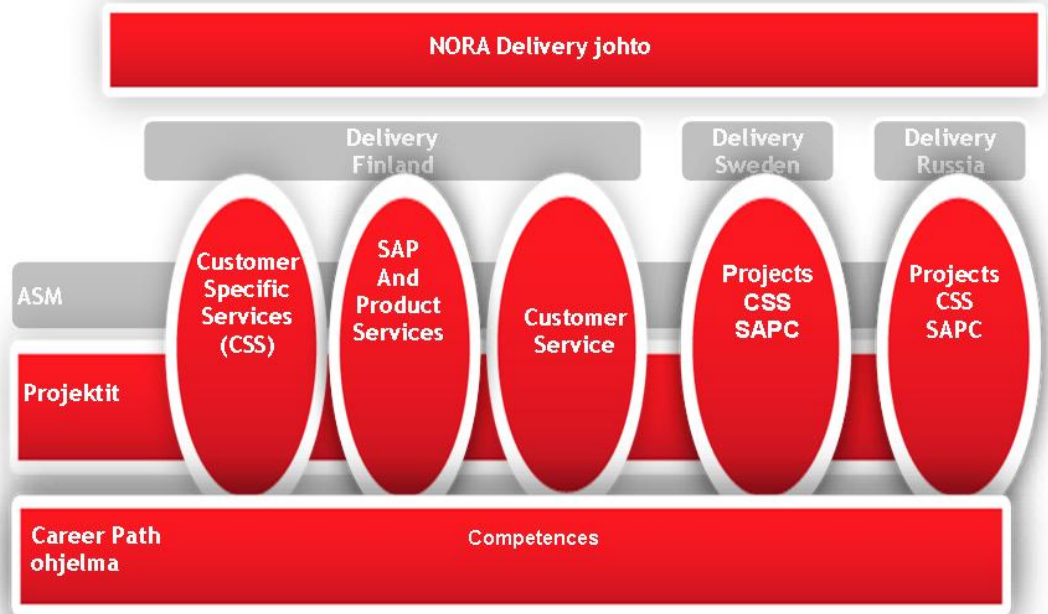 NORA Delivery johto
Delivery
Finland
Delivery
Sweden
Delivery
Russia
Customer
Specific
Services
(CSS)
SAP
And
Product
Services
Customer
Service
Projects
CSS
SAPC
Projects
CSS
SAPC
ASM
Projektit
Career Path
ohjelma
Competences